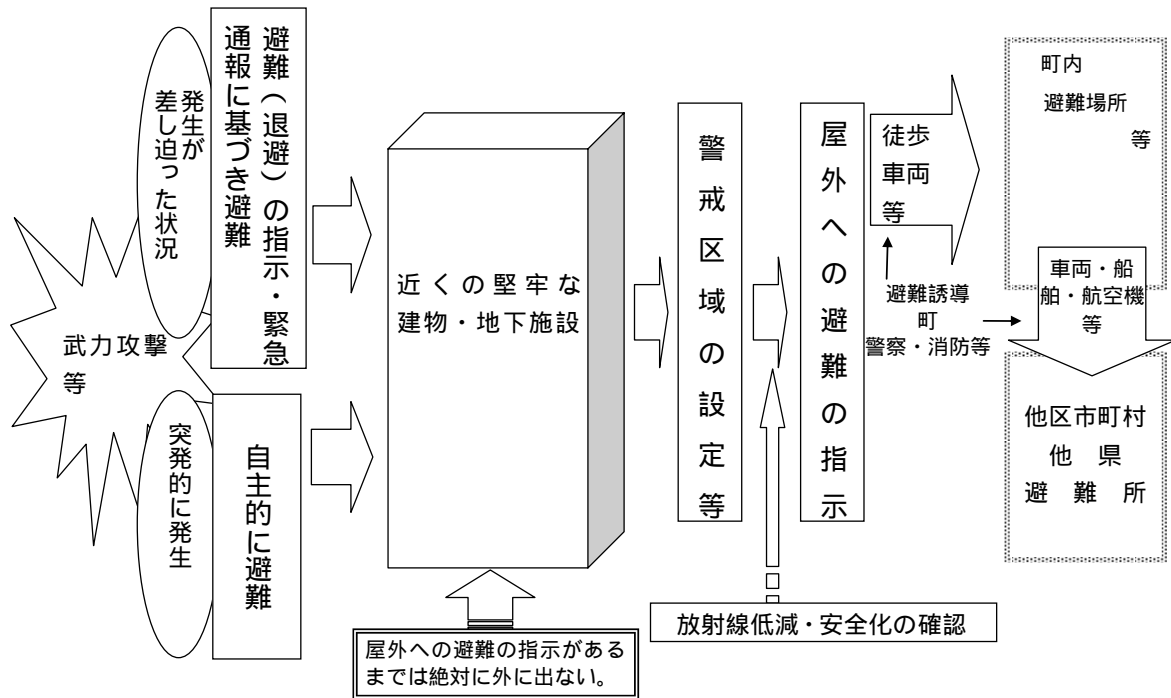 武力攻撃
等
発生が
差し迫った状況
避難(退避)の指示・緊急
通報に基づき避難
突発的に発生
自主的に避難
近くの堅牢な
建物・地下施設
屋外への避難の指示がある
までは絶対に外に出ない。
警戒区域の設定等
放射線低減・安全化の確認
屋外への避難の指示
徒歩
車両
等
避難誘導
町
警察・消防等
町内
避難場所
等
車両・船
舶・航空機
等
他区市町村
他 県
避 難 所